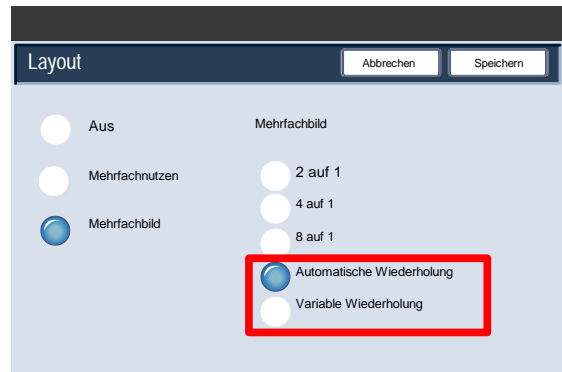 Layout
Abbrechen
Speichern
Aus
Mehrfachnutzen
Mehrfachbild
Mehrfachbild
2 auf 1
4 auf 1
8 auf 1
Automatische Wiederholung
Variable Wiederholung